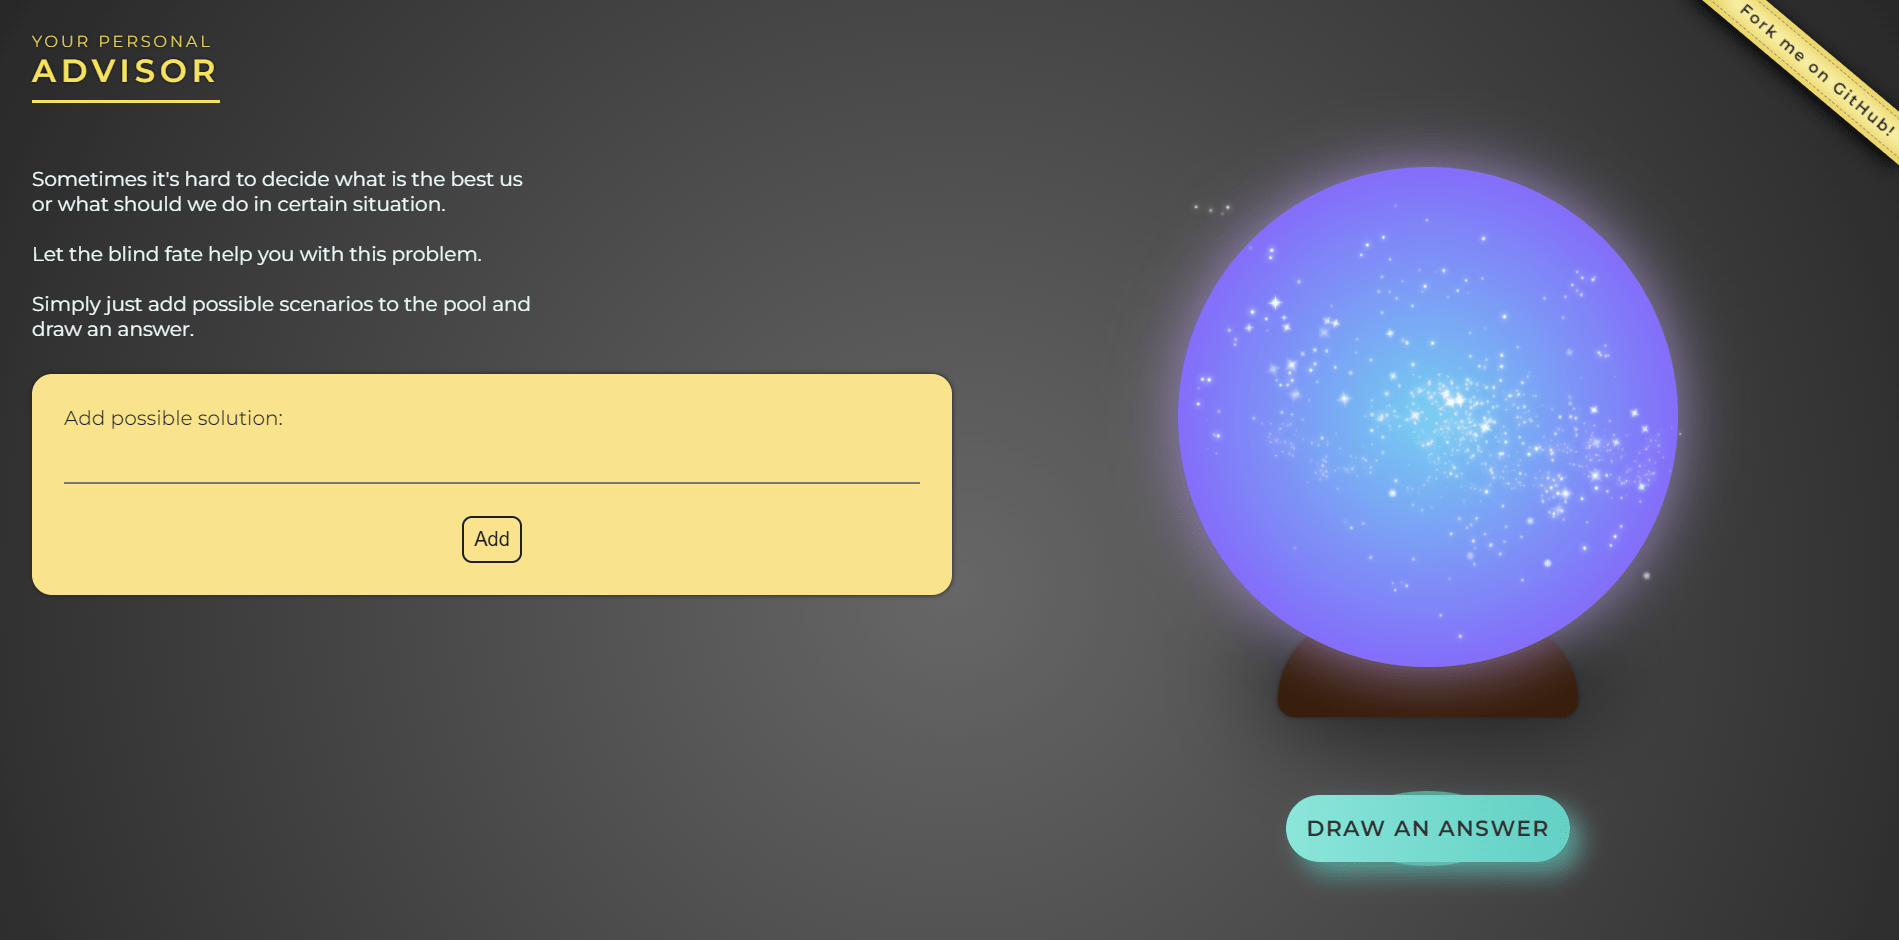 YOUR PERSONAL
ADVISOR
Fork me on GitHub!
Sometimes it's hard to decide what is the best us
or what should we do in certain situation.
Let the blind fate help you with this problem.
Simply just add possible scenarios to the pool and
draw an answer.
Add possible solution:
Add
DRAW AN ANSWER